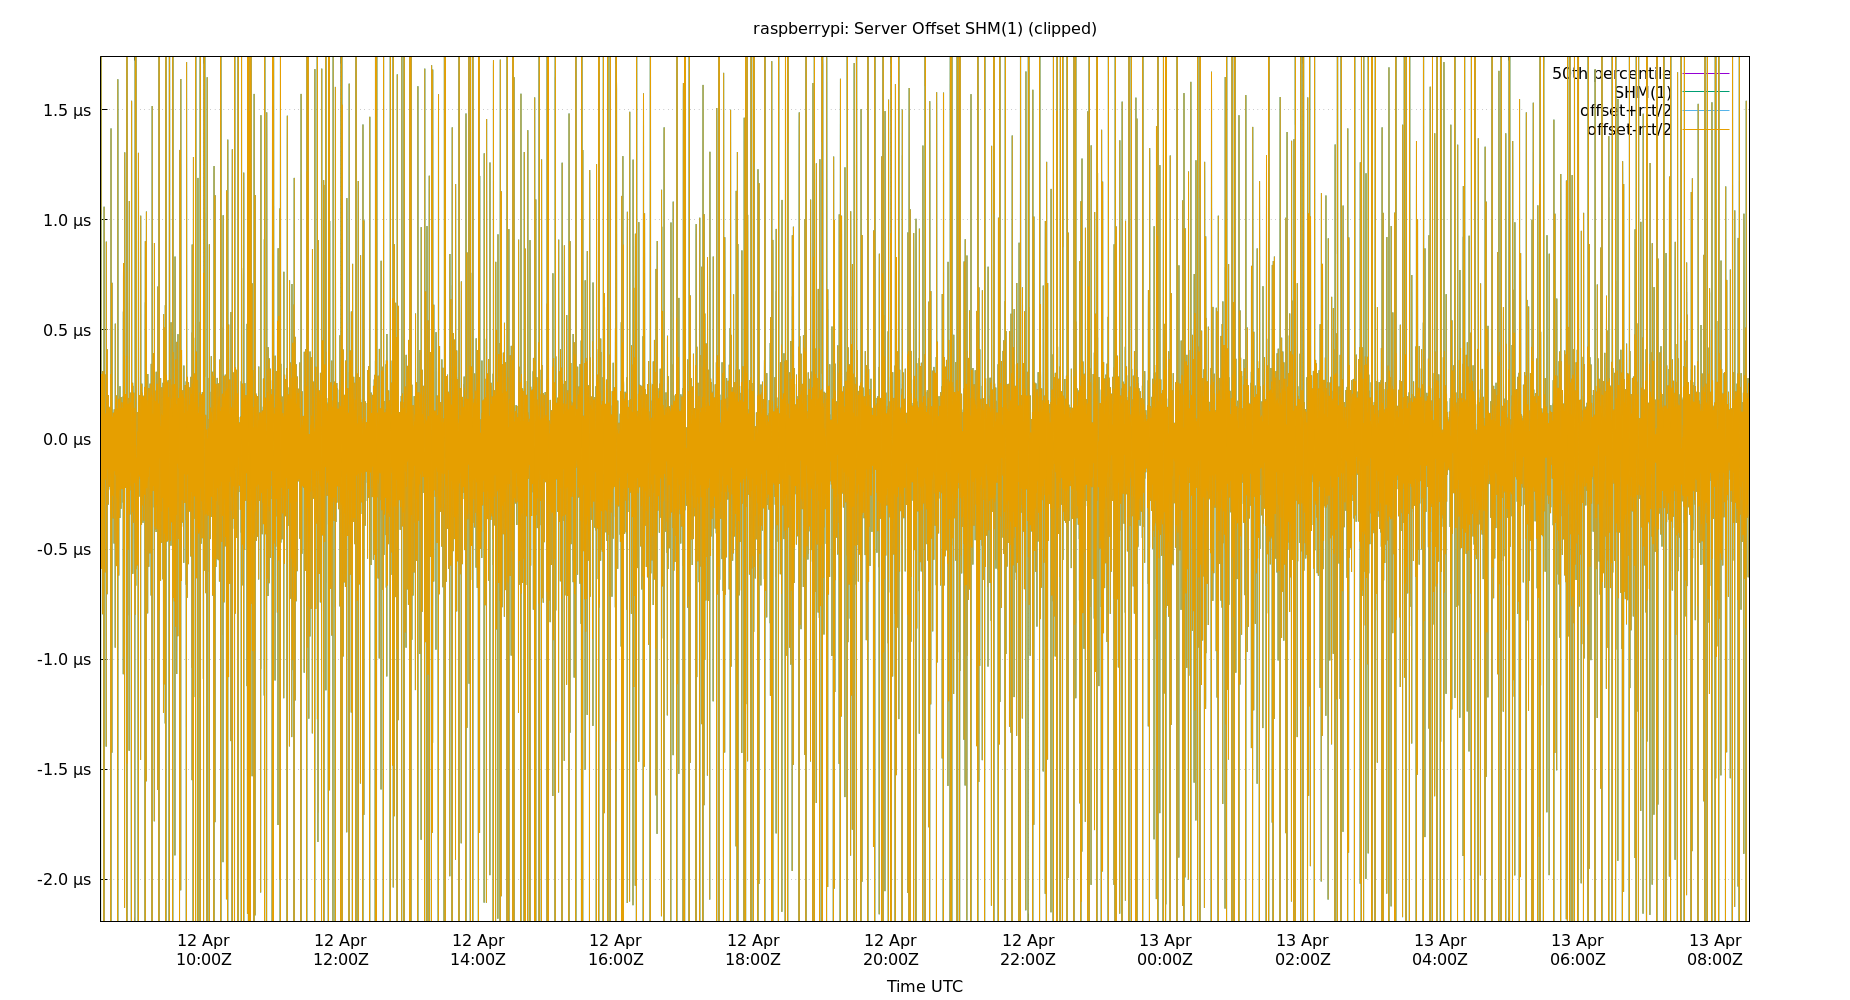 raspberrypi: Server Offset SHM(1) (clipped)
50th percentile
SHM(1)
offset+rtt/2
offset-rtt/2
1.5 µs
1.0 µs
0.5 µs
0.0 µs
-0.5 µs
-1.0 µs
-1.5 µs
-2.0 µs
12 Apr 12 Apr 12 Apr 12 Apr 12 Apr 12 Apr 12 Apr 13 Apr 13 Apr 13 Apr 13 Apr 13 Apr
10:00Z 12:00Z 14:00Z 16:00Z 18:00Z 20:00Z 22:00Z 00:00Z 02:00Z 04:00Z 06:00Z 08:00Z
Time UTC